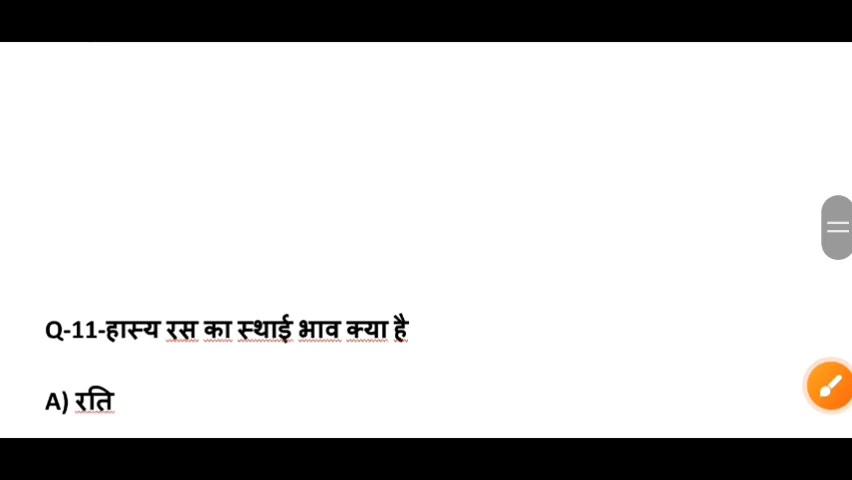 Q-11-हास्य रस का स्थाई भाव क्या है
A) रति